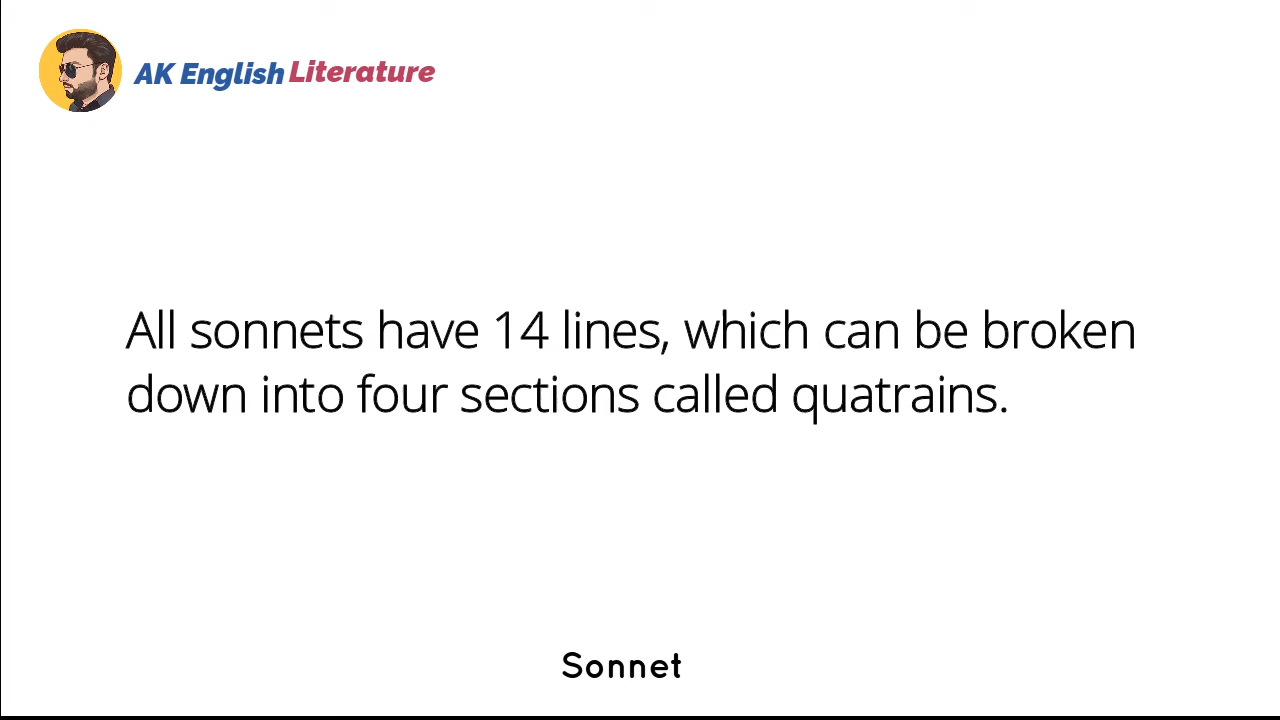 AK English Literature
All sonnets have 14 lines, which can be broken
down into four sections called quatrains.
Sonnet